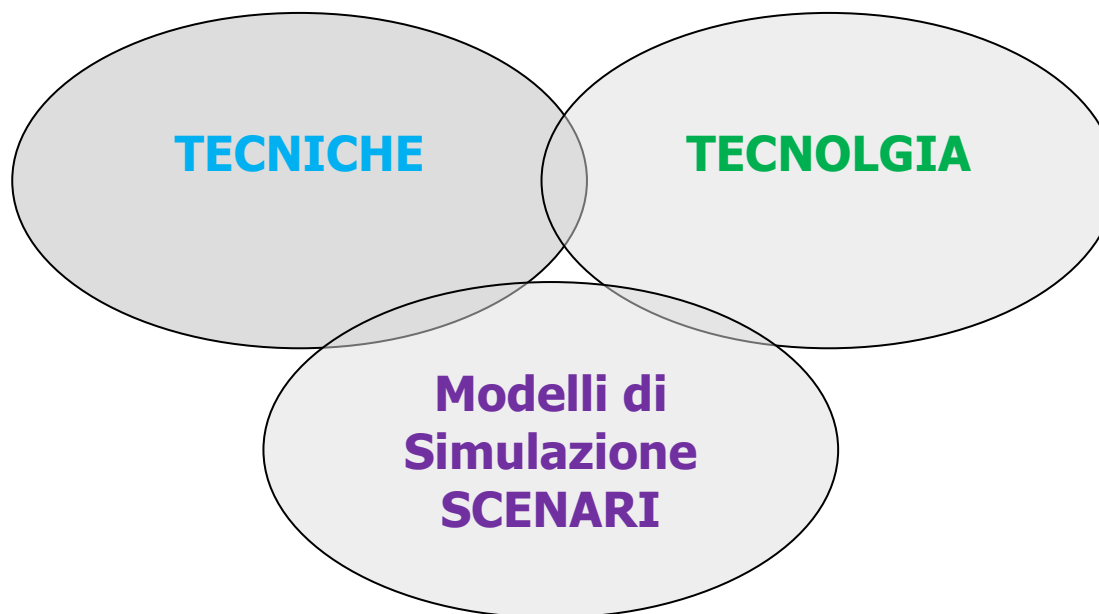 TECNICHE
TECNOLGIA
Modelli di
Simulazione
SCENARI